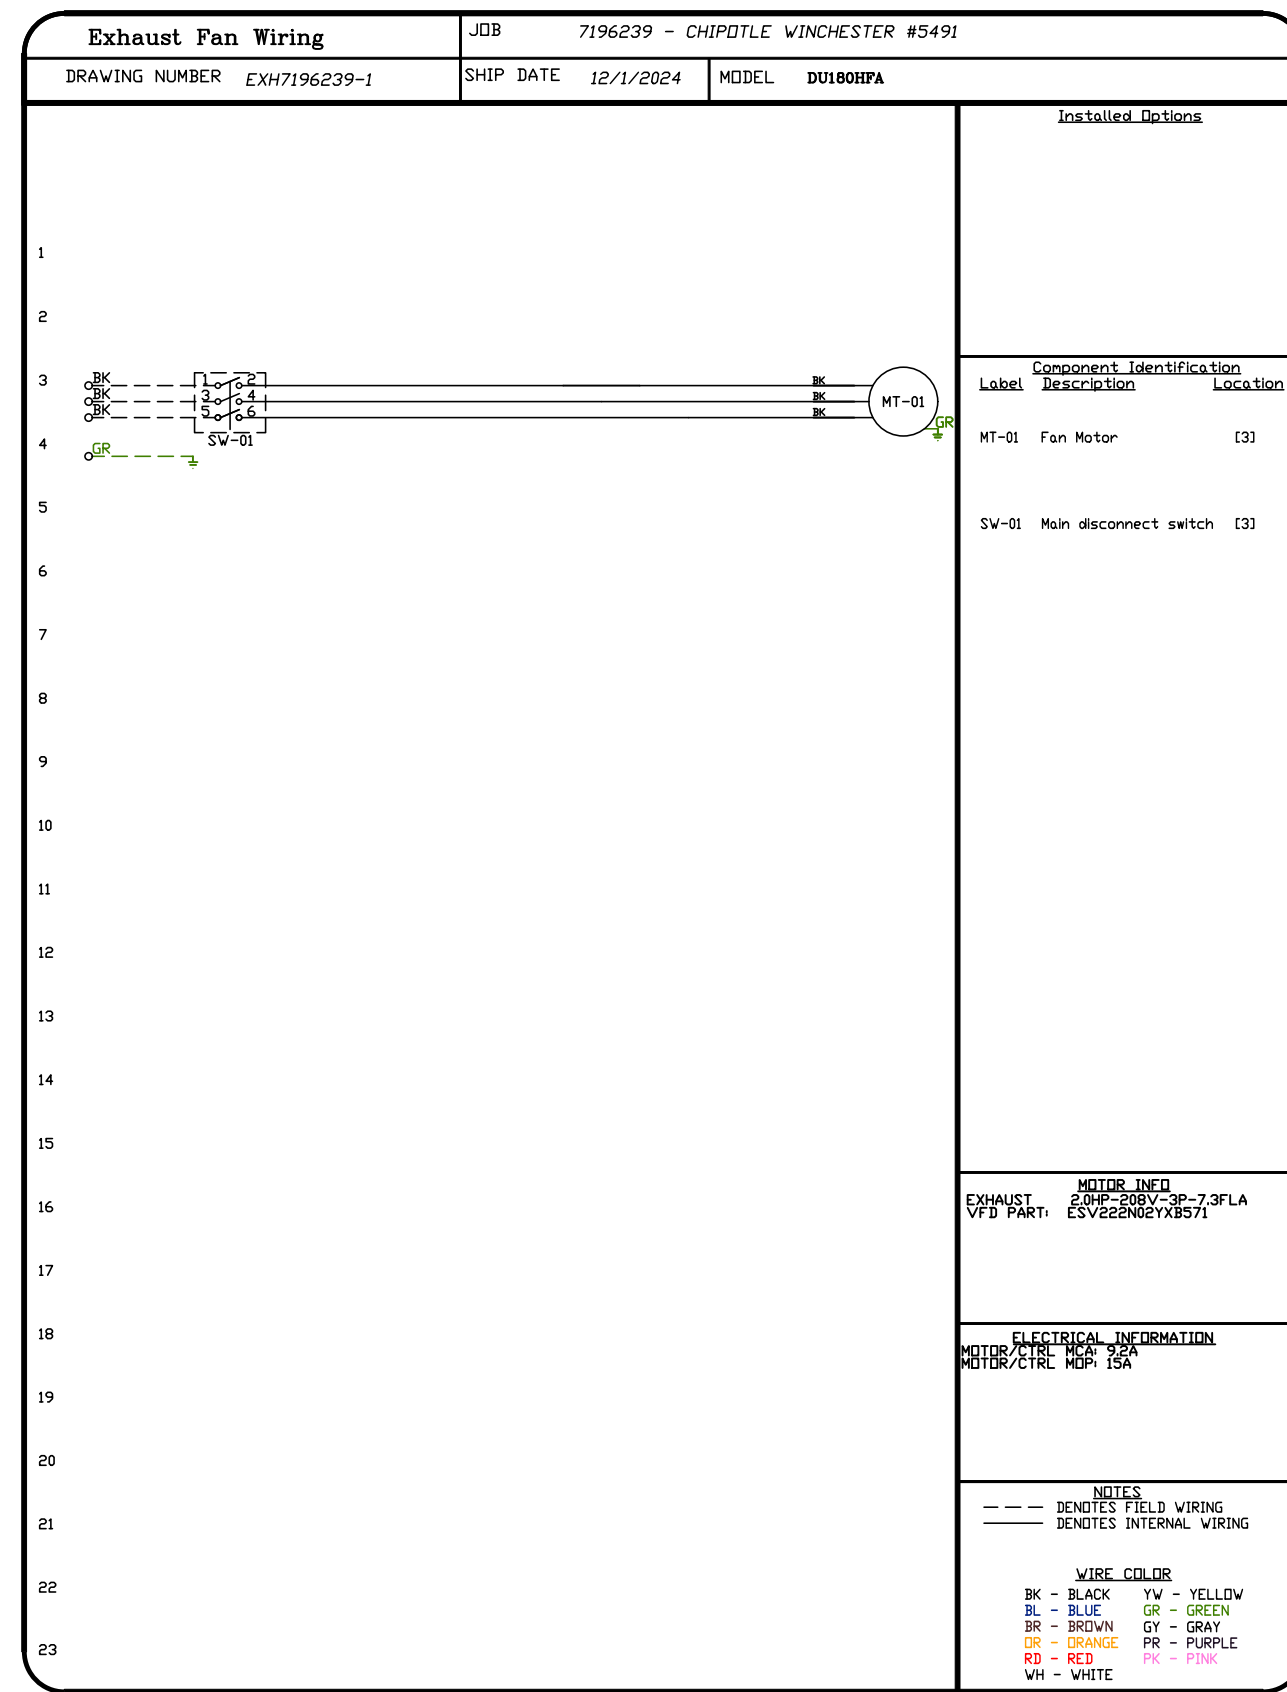 Exhaust Fan Wiring
JOB 7196239 - CHIPOTLE WINCHESTER #5491
DRAWING NUMBER EXH7196239-1
SHIP DATE 12/1/2024
MODEL DU180HFA
Installed Options
1
2
3
4
5
6
7
8
9
10
11
12
13
14
15
16
17
18
19
20
21
22
23
BK 1 2 BK
BK 3 4 BK
BK 5 6 BK
MT-01
GR
SW-01
GR
Component Identification
Label Description Location
MT-01 Fan Motor [3]
SW-01 Main disconnect switch [3]
MOTOR INFO
EXHAUST 2.0HP-208V-3P-7.3FLA
VFD PART: ESV222N02YXB571
ELECTRICAL INFORMATION
MOTOR/CTRL MCA: 9.2A
MOTOR/CTRL MOP: 15A
NOTES
DENOTES FIELD WIRING
DENOTES INTERNAL WIRING
WIRE COLOR
BK - BLACK YW - YELLOW
BL - BLUE GR - GREEN
BR - BROWN GY - GRAY
OR - ORANGE PR - PURPLE
RD - RED PK - PINK
WH - WHITE